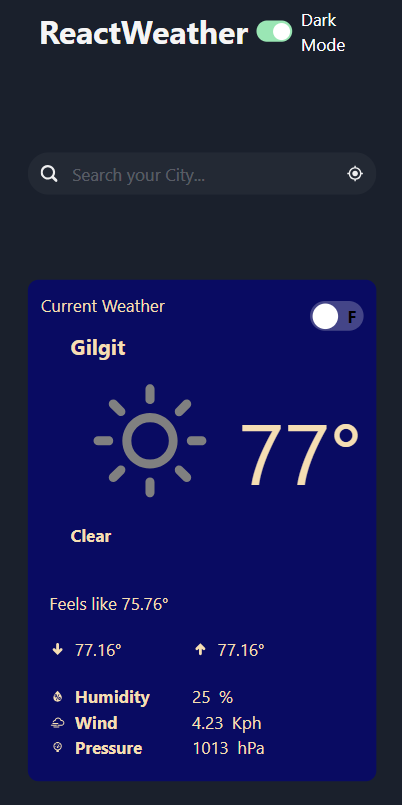 ReactWeather
Dark
Mode
Search your City...
Current Weather
F
Gilgit
77°
Clear
Feels like 75.76°
77.16° 77.16°
Humidity 25 %
Wind 4.23 Kph
Pressure 1013 hPa